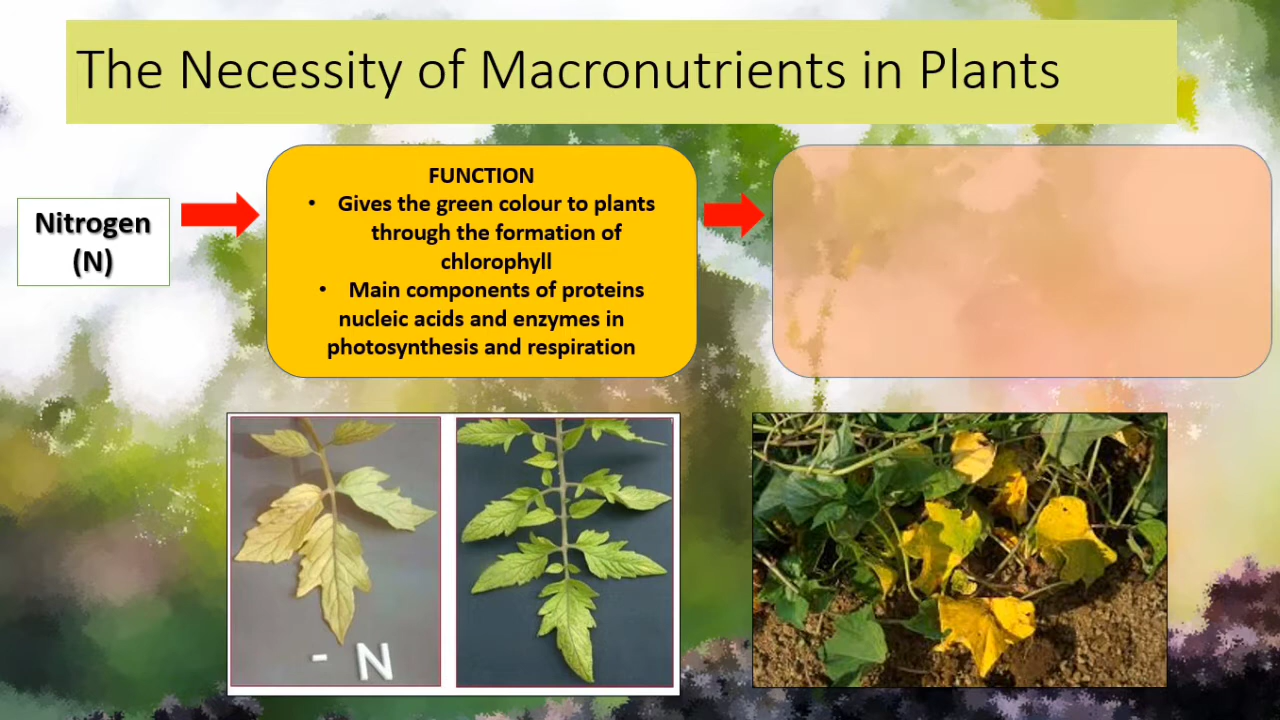 The Necessity of Macronutrients in Plants
Nitrogen
(N)
FUNCTION
• Gives the green colour to plants
through the formation of
chlorophyll
• Main components of proteins
nucleic acids and enzymes in
photosynthesis and respiration
- N